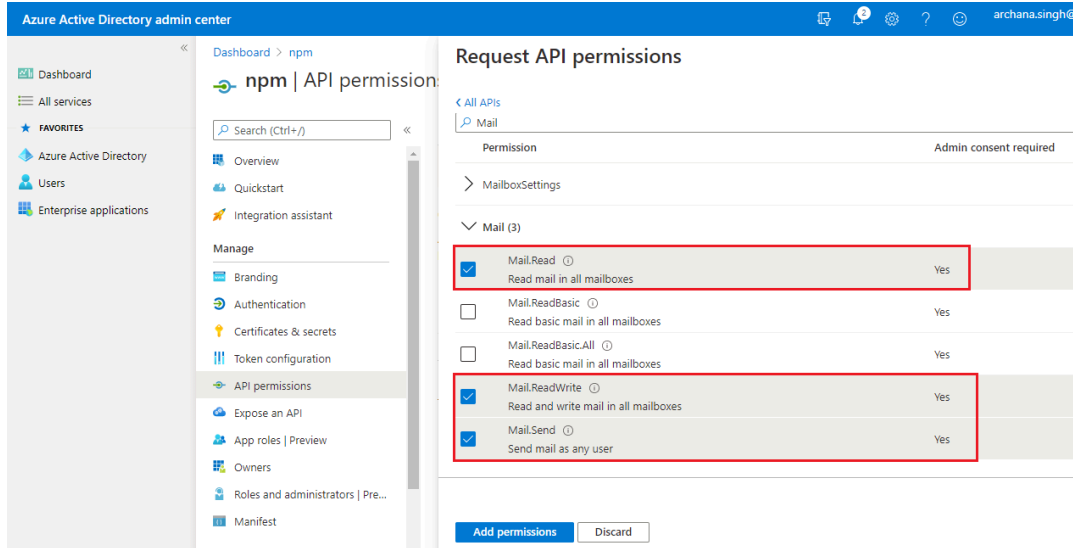 Azure Active Directory admin center
2
archana.singh@
Dashboard
All services
FAVORITES
Azure Active Directory
Users
Enterprise applications
Dashboard > npm
npm | API permissions
Search (Ctrl+/)
Overview
Quickstart
Integration assistant
Manage
Branding
Authentication
Certificates & secrets
Token configuration
API permissions
Expose an API
App roles | Preview
Owners
Roles and administrators | Pre...
Manifest
Request API permissions
All APIs
Mail
Permission Admin consent required
MailboxSettings
Mail (3)
Mail.Read
Read mail in all mailboxes Yes
Mail.ReadBasic
Read basic mail in all mailboxes Yes
Mail.ReadBasic.All
Read basic mail in all mailboxes Yes
Mail.ReadWrite
Read and write mail in all mailboxes Yes
Mail.Send
Send mail as any user Yes
Add permissions Discard